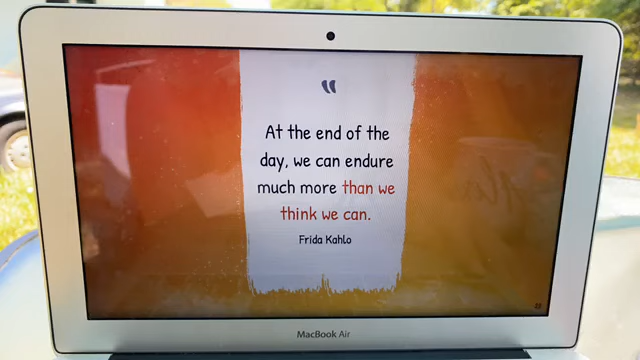 “
At the end of the
day, we can endure
much more than we
think we can.
Frida Kahlo
MacBook Air